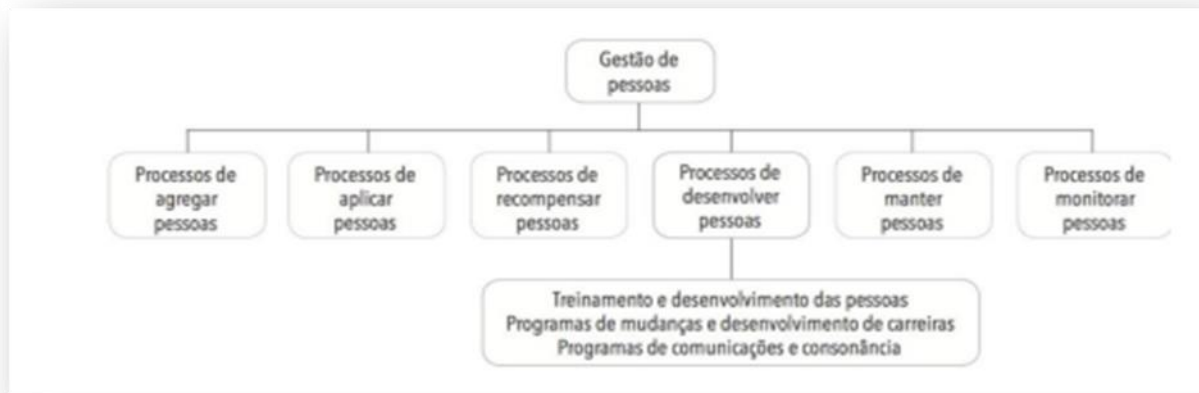 Gestão de
pessoas
Processos de
agregar
pessoas
Processos de
aplicar
pessoas
Processos de
recompensar
pessoas
Processos de
desenvolver
pessoas
Processos de
manter
pessoas
Processos de
monitorar
pessoas
Treinamento e desenvolvimento das pessoas
Programas de mudanças e desenvolvimento de carreiras
Programas de comunicações e consonância